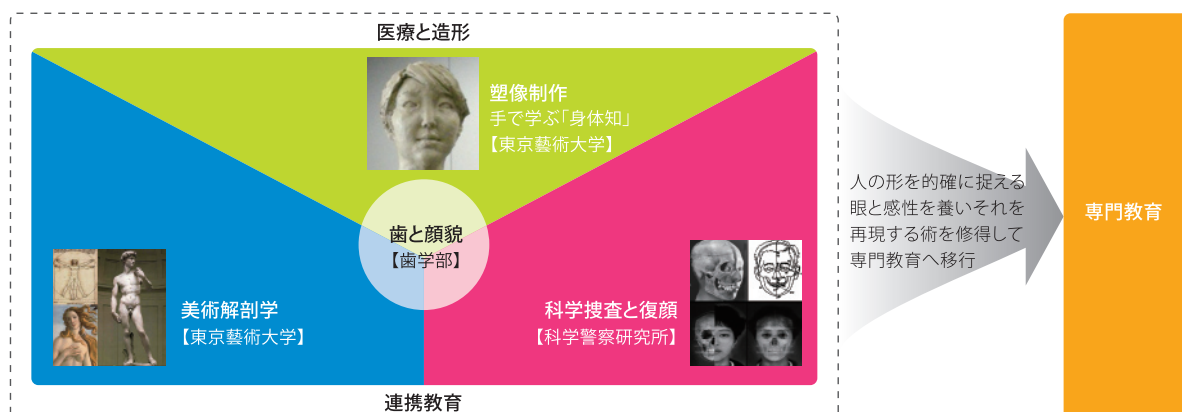 医療と造形
塑像制作
手で学ぶ「身体知」
【東京藝術大学】
歯と顔貌
【歯学部】
美術解剖学
【東京藝術大学】
科学捜査と復顔
【科学警察研究所】
連携教育
人の形を的確に捉える
眼と感性を養いそれを
再現する術を修得して
専門教育へ移行
専門教育